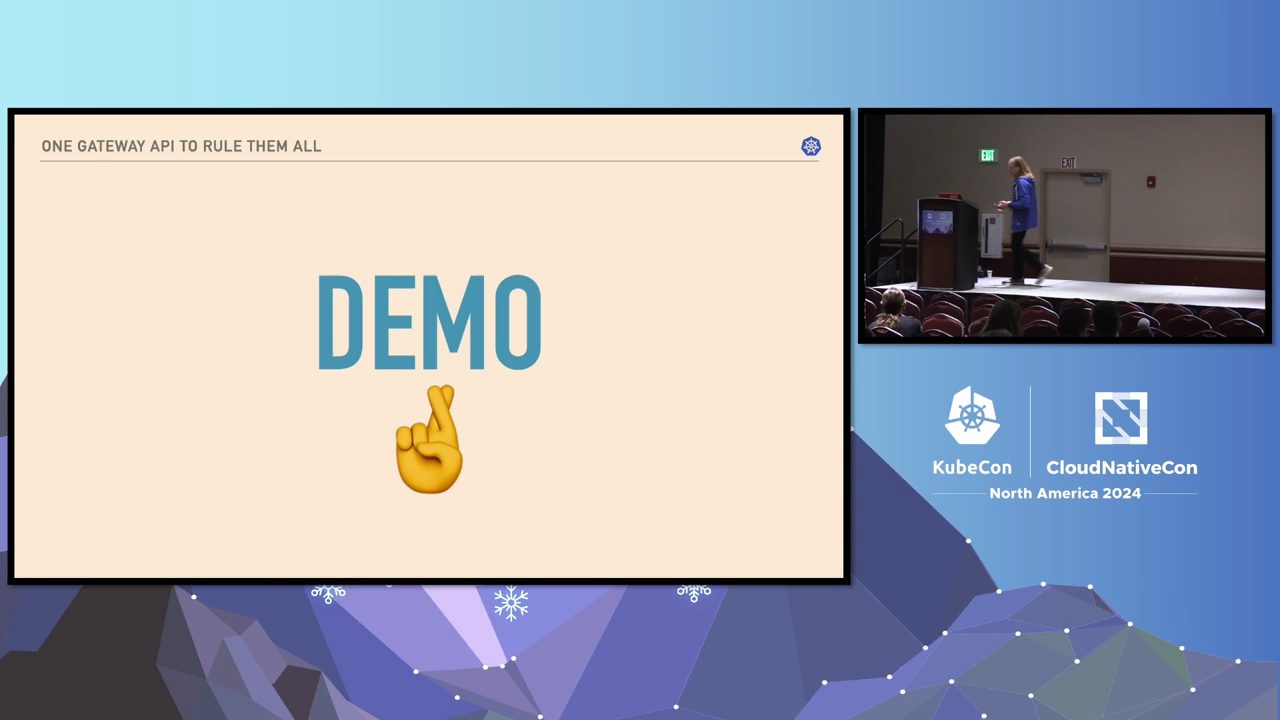 ONE GATEWAY API TO RULE THEM ALL
DEMO
EXIT
EXIT
KubeCon
CloudNativeCon
North America 2024